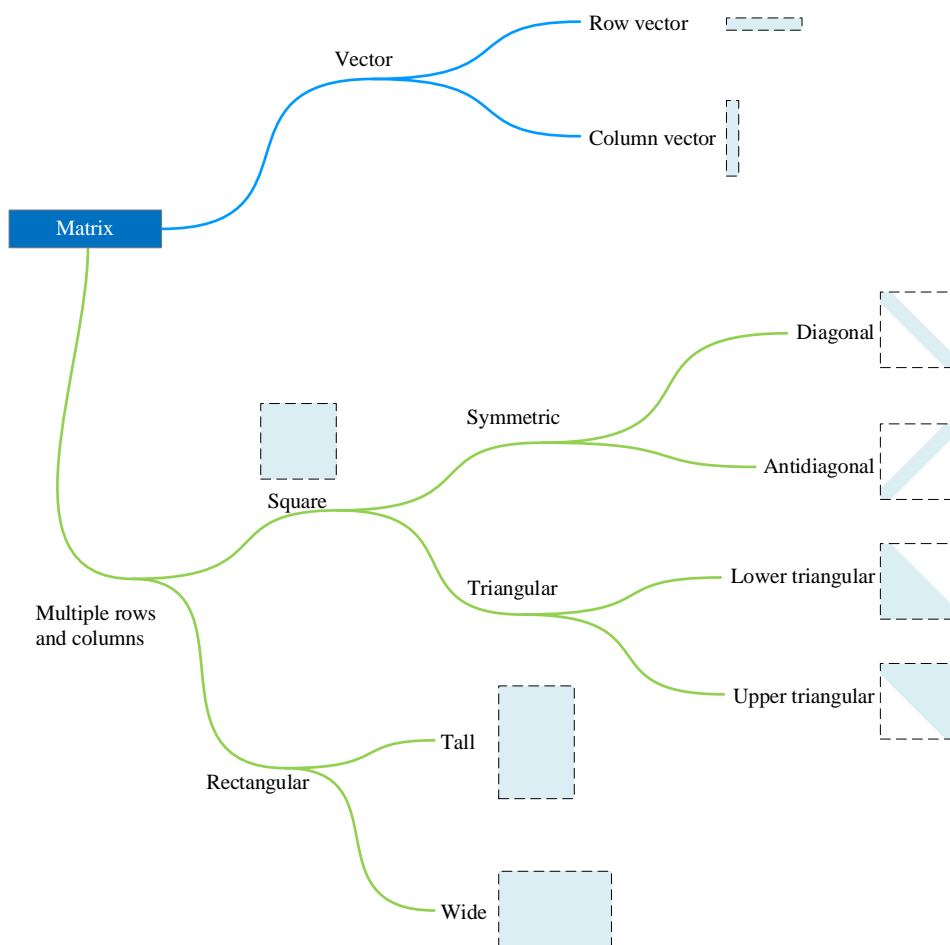 Row vector
Vector
Column vector
Matrix
Diagonal
Symmetric
Antidiagonal
Square
Lower triangular
Triangular
Multiple rows
and columns
Upper triangular
Tall
Rectangular
Wide